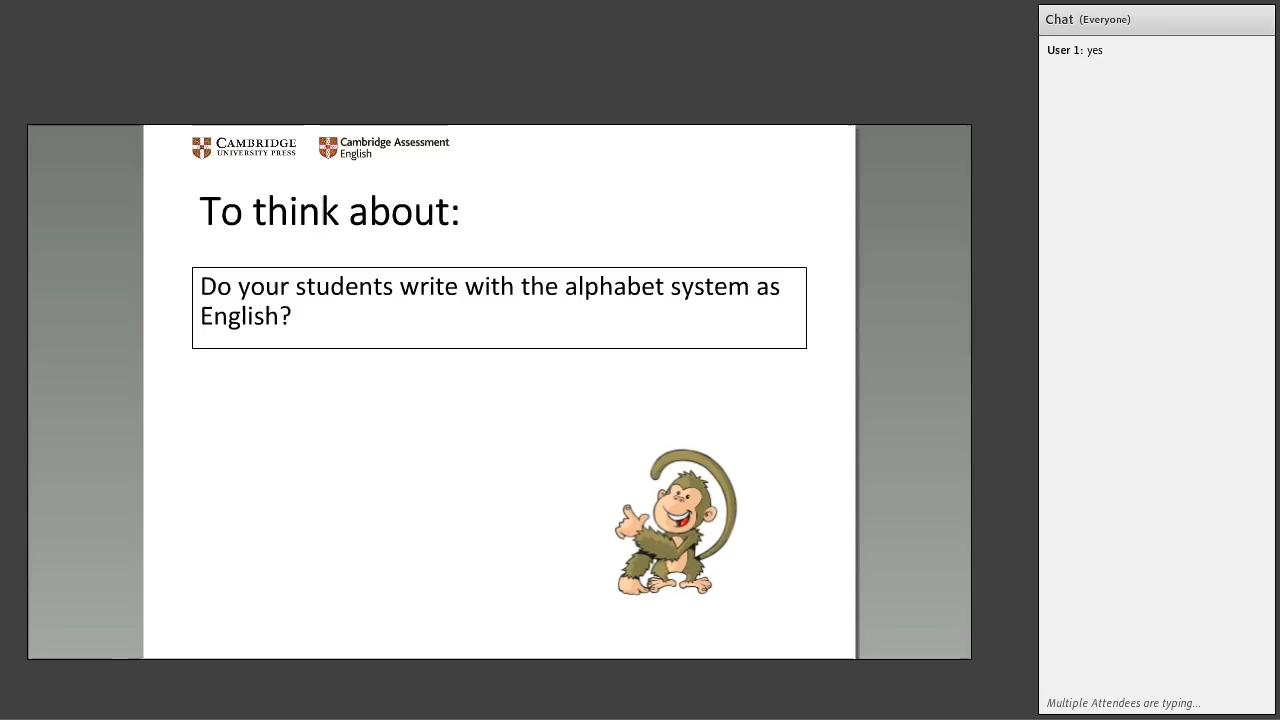 CAMBRIDGE
UNIVERSITY PRESS
Cambridge Assessment
English
To think about:
Do your students write with the alphabet system as
English?
Chat (Everyone)
User 1: yes
Multiple Attendees are typing...